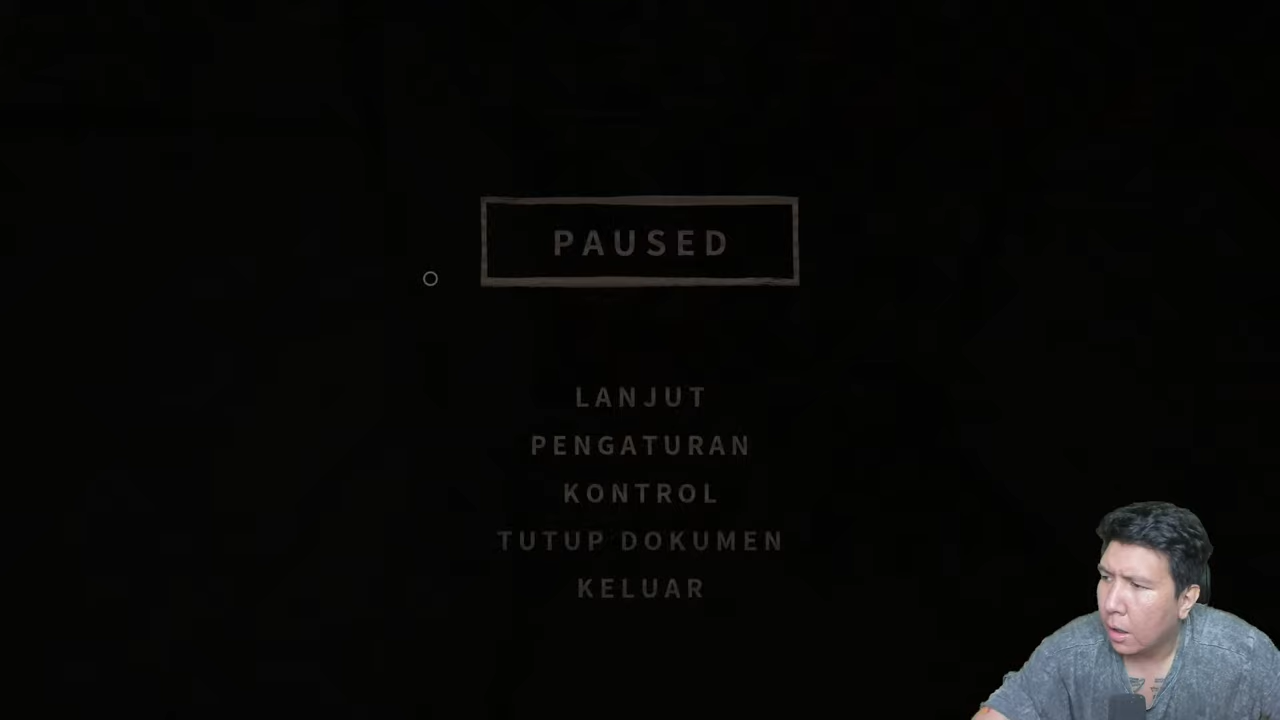 PAUSED
LANJUT
PENGATURAN
KONTROL
TUTUP DOKUMEN
KELUAR